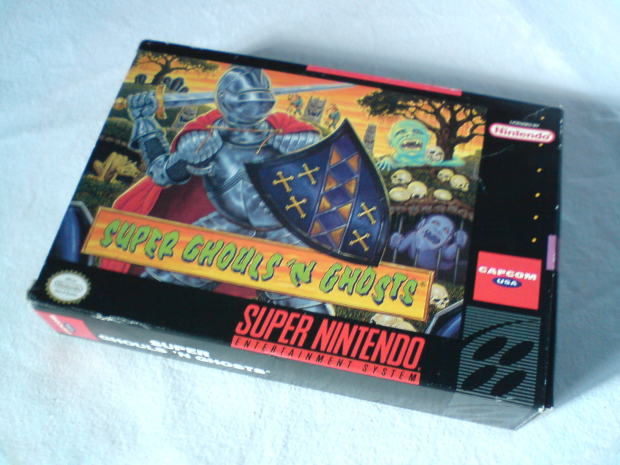 LICENSED BY
Nintendo
SUPER GHOULS 'N GHOSTS
CAPCOM
USA
SUPER NINTENDO
ENTERTAINMENT SYSTEM
SUPER
GHOULS 'N GHOSTS